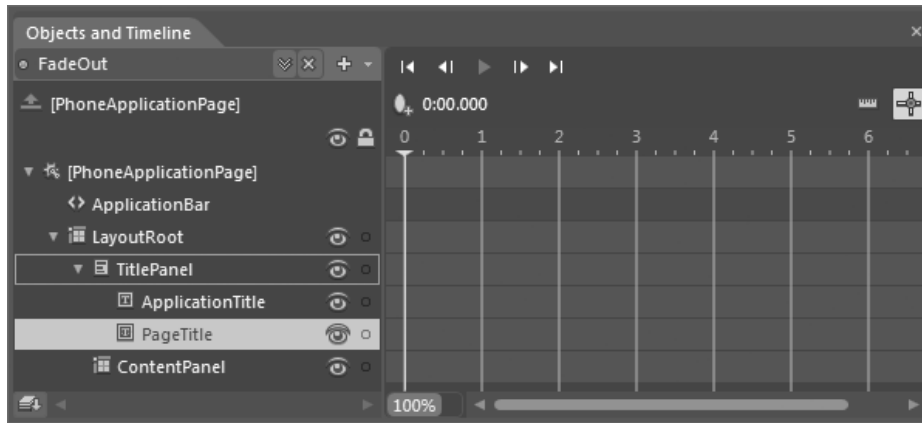 Objects and Timeline
FadeOut
[PhoneApplicationPage]
0:00.000
0 1 2 3 4 5 6
[PhoneApplicationPage]
ApplicationBar
LayoutRoot
TitlePanel
ApplicationTitle
PageTitle
ContentPanel
100%